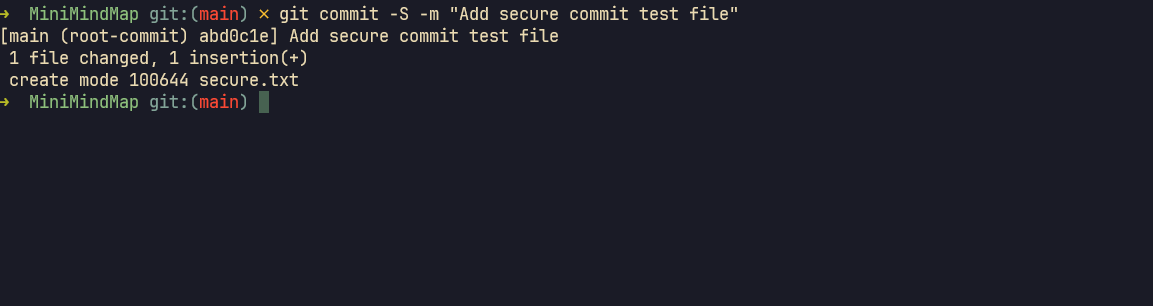 ➜  MiniMindMap git:(main) ✗ git commit -S -m "Add secure commit test file"
[main (root-commit) abd0c1e] Add secure commit test file
 1 file changed, 1 insertion(+)
 create mode 100644 secure.txt
➜  MiniMindMap git:(main)